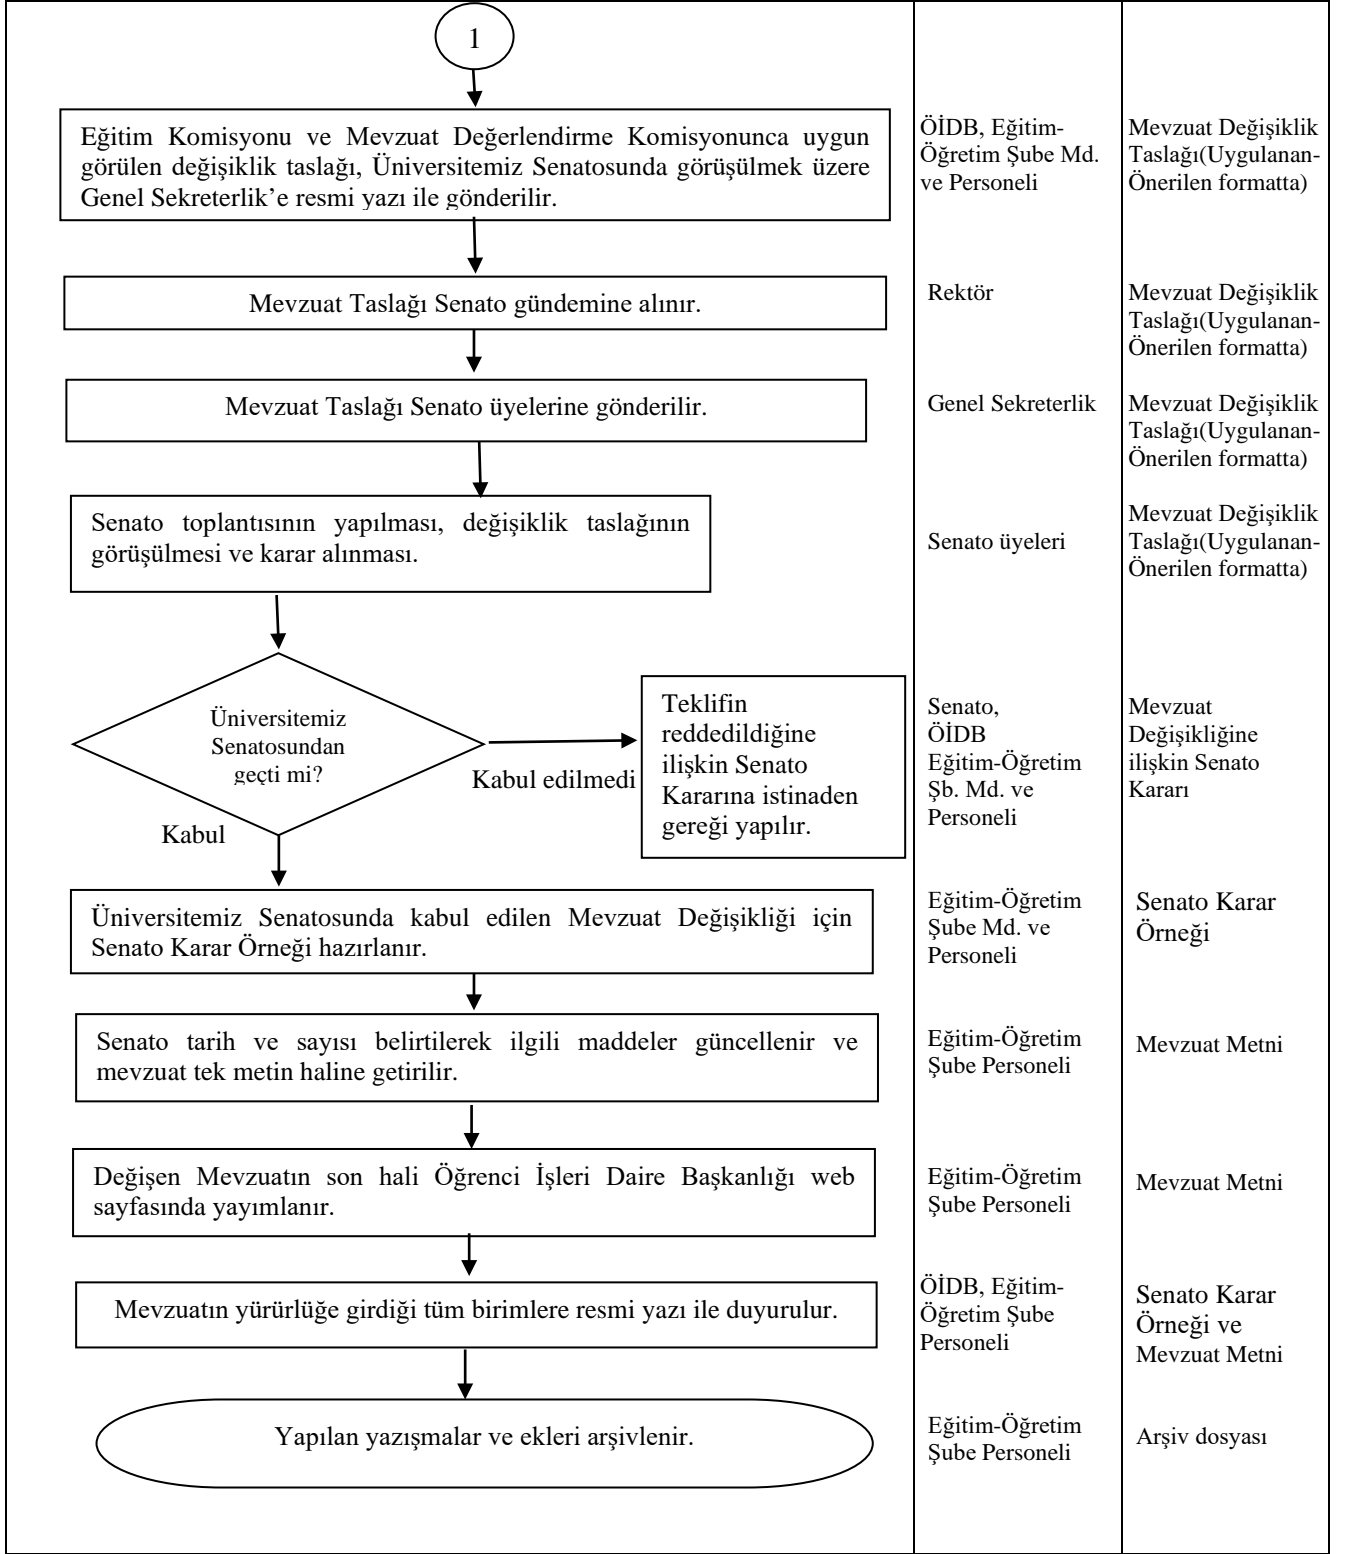 1
Eğitim Komisyonu ve Mevzuat Değerlendirme Komisyonunca uygun
görülen değişiklik taslağı, Üniversitemiz Senatosunda görüşülmek üzere
Genel Sekreterlik’e resmi yazı ile gönderilir.
ÖİDB, Eğitim-
Öğretim Şube Md.
ve Personeli
Mevzuat Değişiklik
Taslağı(Uygulanan-
Önerilen formatta)
Mevzuat Taslağı Senato gündemine alınır.
Rektör
Mevzuat Değişiklik
Taslağı(Uygulanan-
Önerilen formatta)
Mevzuat Taslağı Senato üyelerine gönderilir.
Genel Sekreterlik
Mevzuat Değişiklik
Taslağı(Uygulanan-
Önerilen formatta)
Senato toplantısının yapılması, değişiklik taslağının
görüşülmesi ve karar alınması.
Senato üyeleri
Mevzuat Değişiklik
Taslağı(Uygulanan-
Önerilen formatta)
Üniversitemiz
Senatosundan
geçti mi?
Kabul edilmedi
Kabul
Teklifin
reddedildiğine
ilişkin Senato
Kararına istinaden
gereği yapılır.
Senato,
ÖİDB
Eğitim-Öğretim
Şb. Md. ve
Personeli
Mevzuat
Değişikliğine
ilişkin Senato
Kararı
Üniversitemiz Senatosunda kabul edilen Mevzuat Değişikliği için
Senato Karar Örneği hazırlanır.
Eğitim-Öğretim
Şube Md. ve
Personeli
Senato Karar
Örneği
Senato tarih ve sayısı belirtilerek ilgili maddeler güncellenir ve
mevzuat tek metin haline getirilir.
Eğitim-Öğretim
Şube Personeli
Mevzuat Metni
Değişen Mevzuatın son hali Öğrenci İşleri Daire Başkanlığı web
sayfasında yayımlanır.
Eğitim-Öğretim
Şube Personeli
Mevzuat Metni
Mevzuatın yürürlüğe girdiği tüm birimlere resmi yazı ile duyurulur.
ÖİDB, Eğitim-
Öğretim Şube
Personeli
Senato Karar
Örneği ve
Mevzuat Metni
Yapılan yazışmalar ve ekleri arşivlenir.
Eğitim-Öğretim
Şube Personeli
Arşiv dosyası